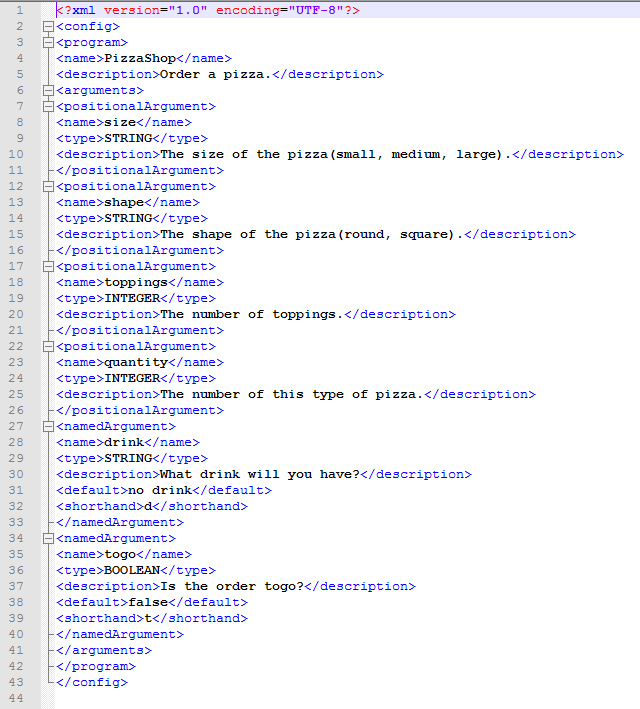 1 <?xml version="1.0" encoding="UTF-8"?>
2 <config>
3 <program>
4 <name>PizzaShop</name>
5 <description>Order a pizza.</description>
6 <arguments>
7 <positionalArgument>
8 <name>size</name>
9 <type>STRING</type>
10 <description>The size of the pizza(small, medium, large).</description>
11 </positionalArgument>
12 <positionalArgument>
13 <name>shape</name>
14 <type>STRING</type>
15 <description>The shape of the pizza(round, square).</description>
16 </positionalArgument>
17 <positionalArgument>
18 <name>toppings</name>
19 <type>INTEGER</type>
20 <description>The number of toppings.</description>
21 </positionalArgument>
22 <positionalArgument>
23 <name>quantity</name>
24 <type>INTEGER</type>
25 <description>The number of this type of pizza.</description>
26 </positionalArgument>
27 <namedArgument>
28 <name>drink</name>
29 <type>STRING</type>
30 <description>What drink will you have?</description>
31 <default>no drink</default>
32 <shorthand>d</shorthand>
33 </namedArgument>
34 <namedArgument>
35 <name>togo</name>
36 <type>BOOLEAN</type>
37 <description>Is the order togo?</description>
38 <default>false</default>
39 <shorthand>t</shorthand>
40 </namedArgument>
41 </arguments>
42 </program>
43 </config>
44